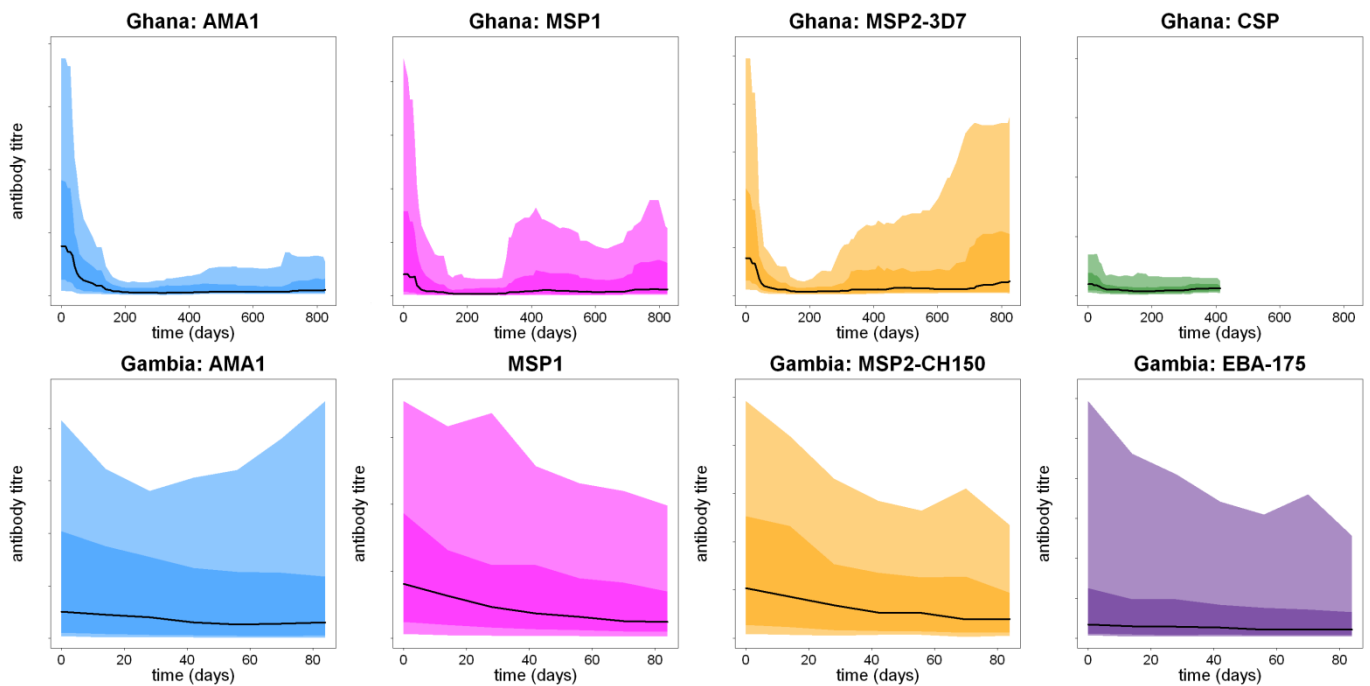 Ghana: AMA1
Ghana: MSP1
Ghana: MSP2-3D7
Ghana: CSP
antibody titre
0 200 400 600 800
0 200 400 600 800
0 200 400 600 800
0 200 400 600 800
time (days)
time (days)
time (days)
time (days)
Gambia: AMA1
MSP1
Gambia: MSP2-CH150
Gambia: EBA-175
antibody titre
antibody titre
antibody titre
antibody titre
0 20 40 60 80
0 20 40 60 80
0 20 40 60 80
0 20 40 60 80
time (days)
time (days)
time (days)
time (days)